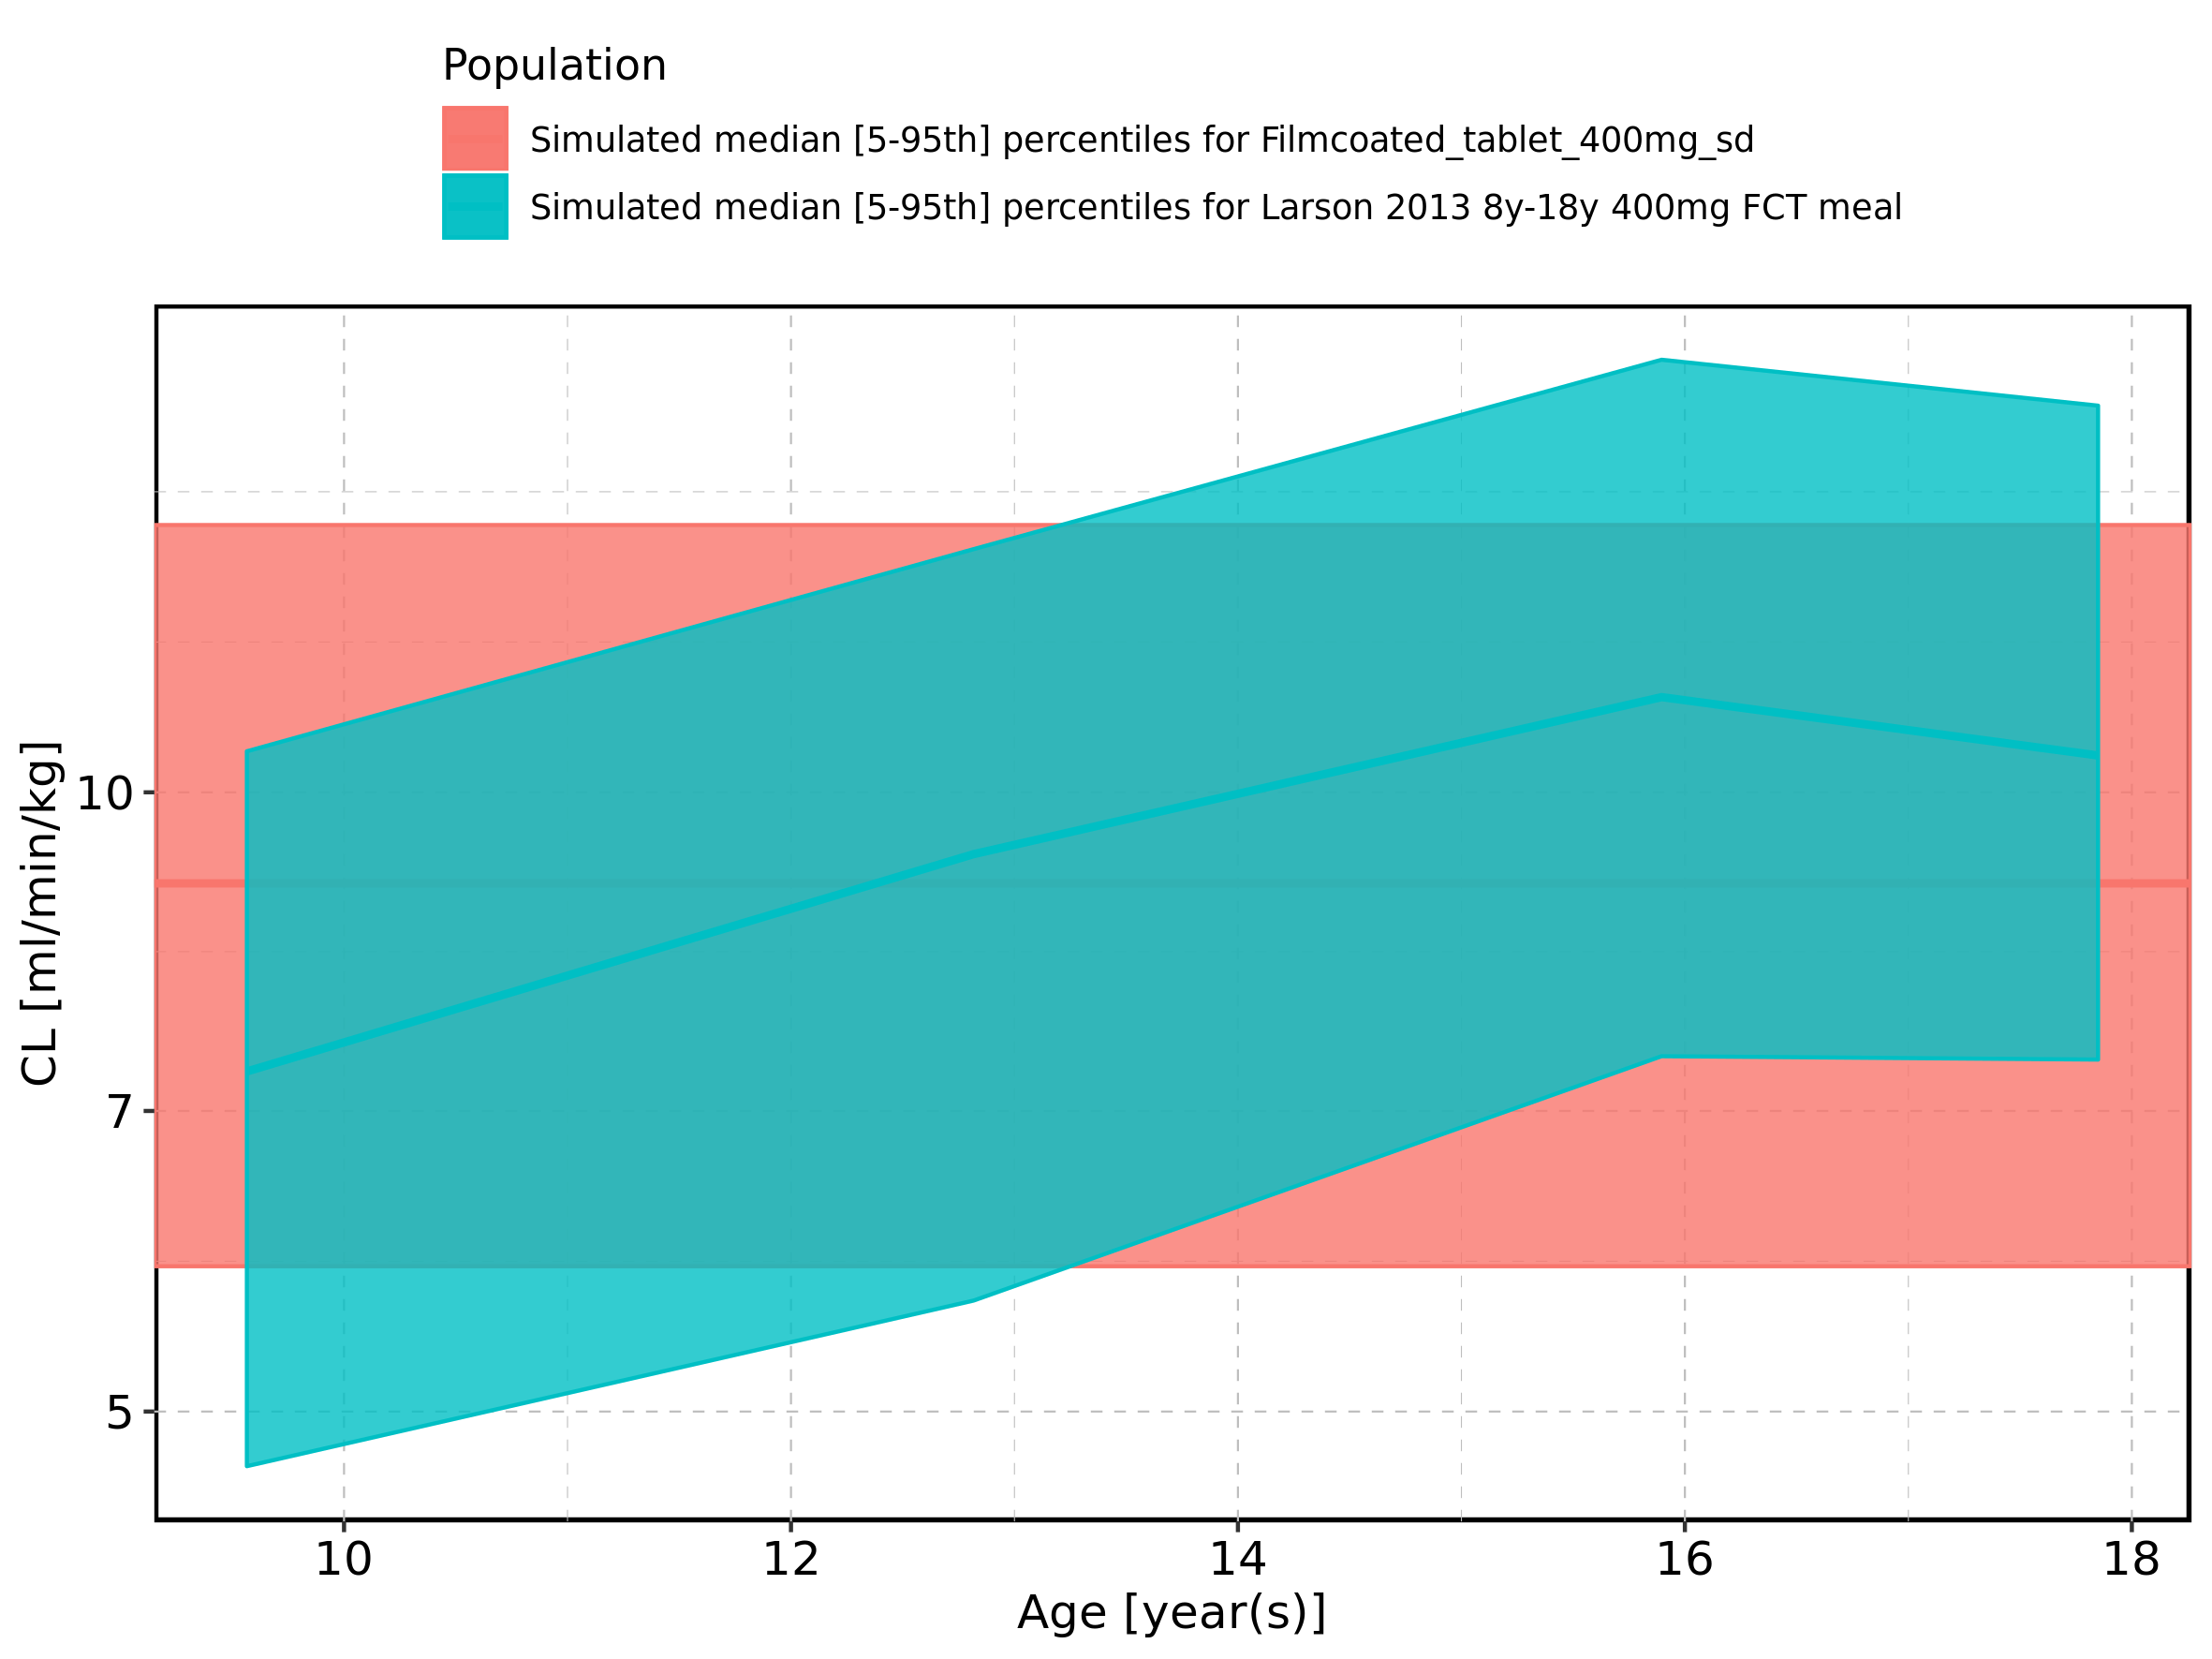 Population
Simulated median [5-95th] percentiles for Filmcoated_tablet_400mg_sd
Simulated median [5-95th] percentiles for Larson 2013 8y-18y 400mg FCT meal
CL [ml/min/kg]
10
7
5
10 12 14 16 18
Age [year(s)]